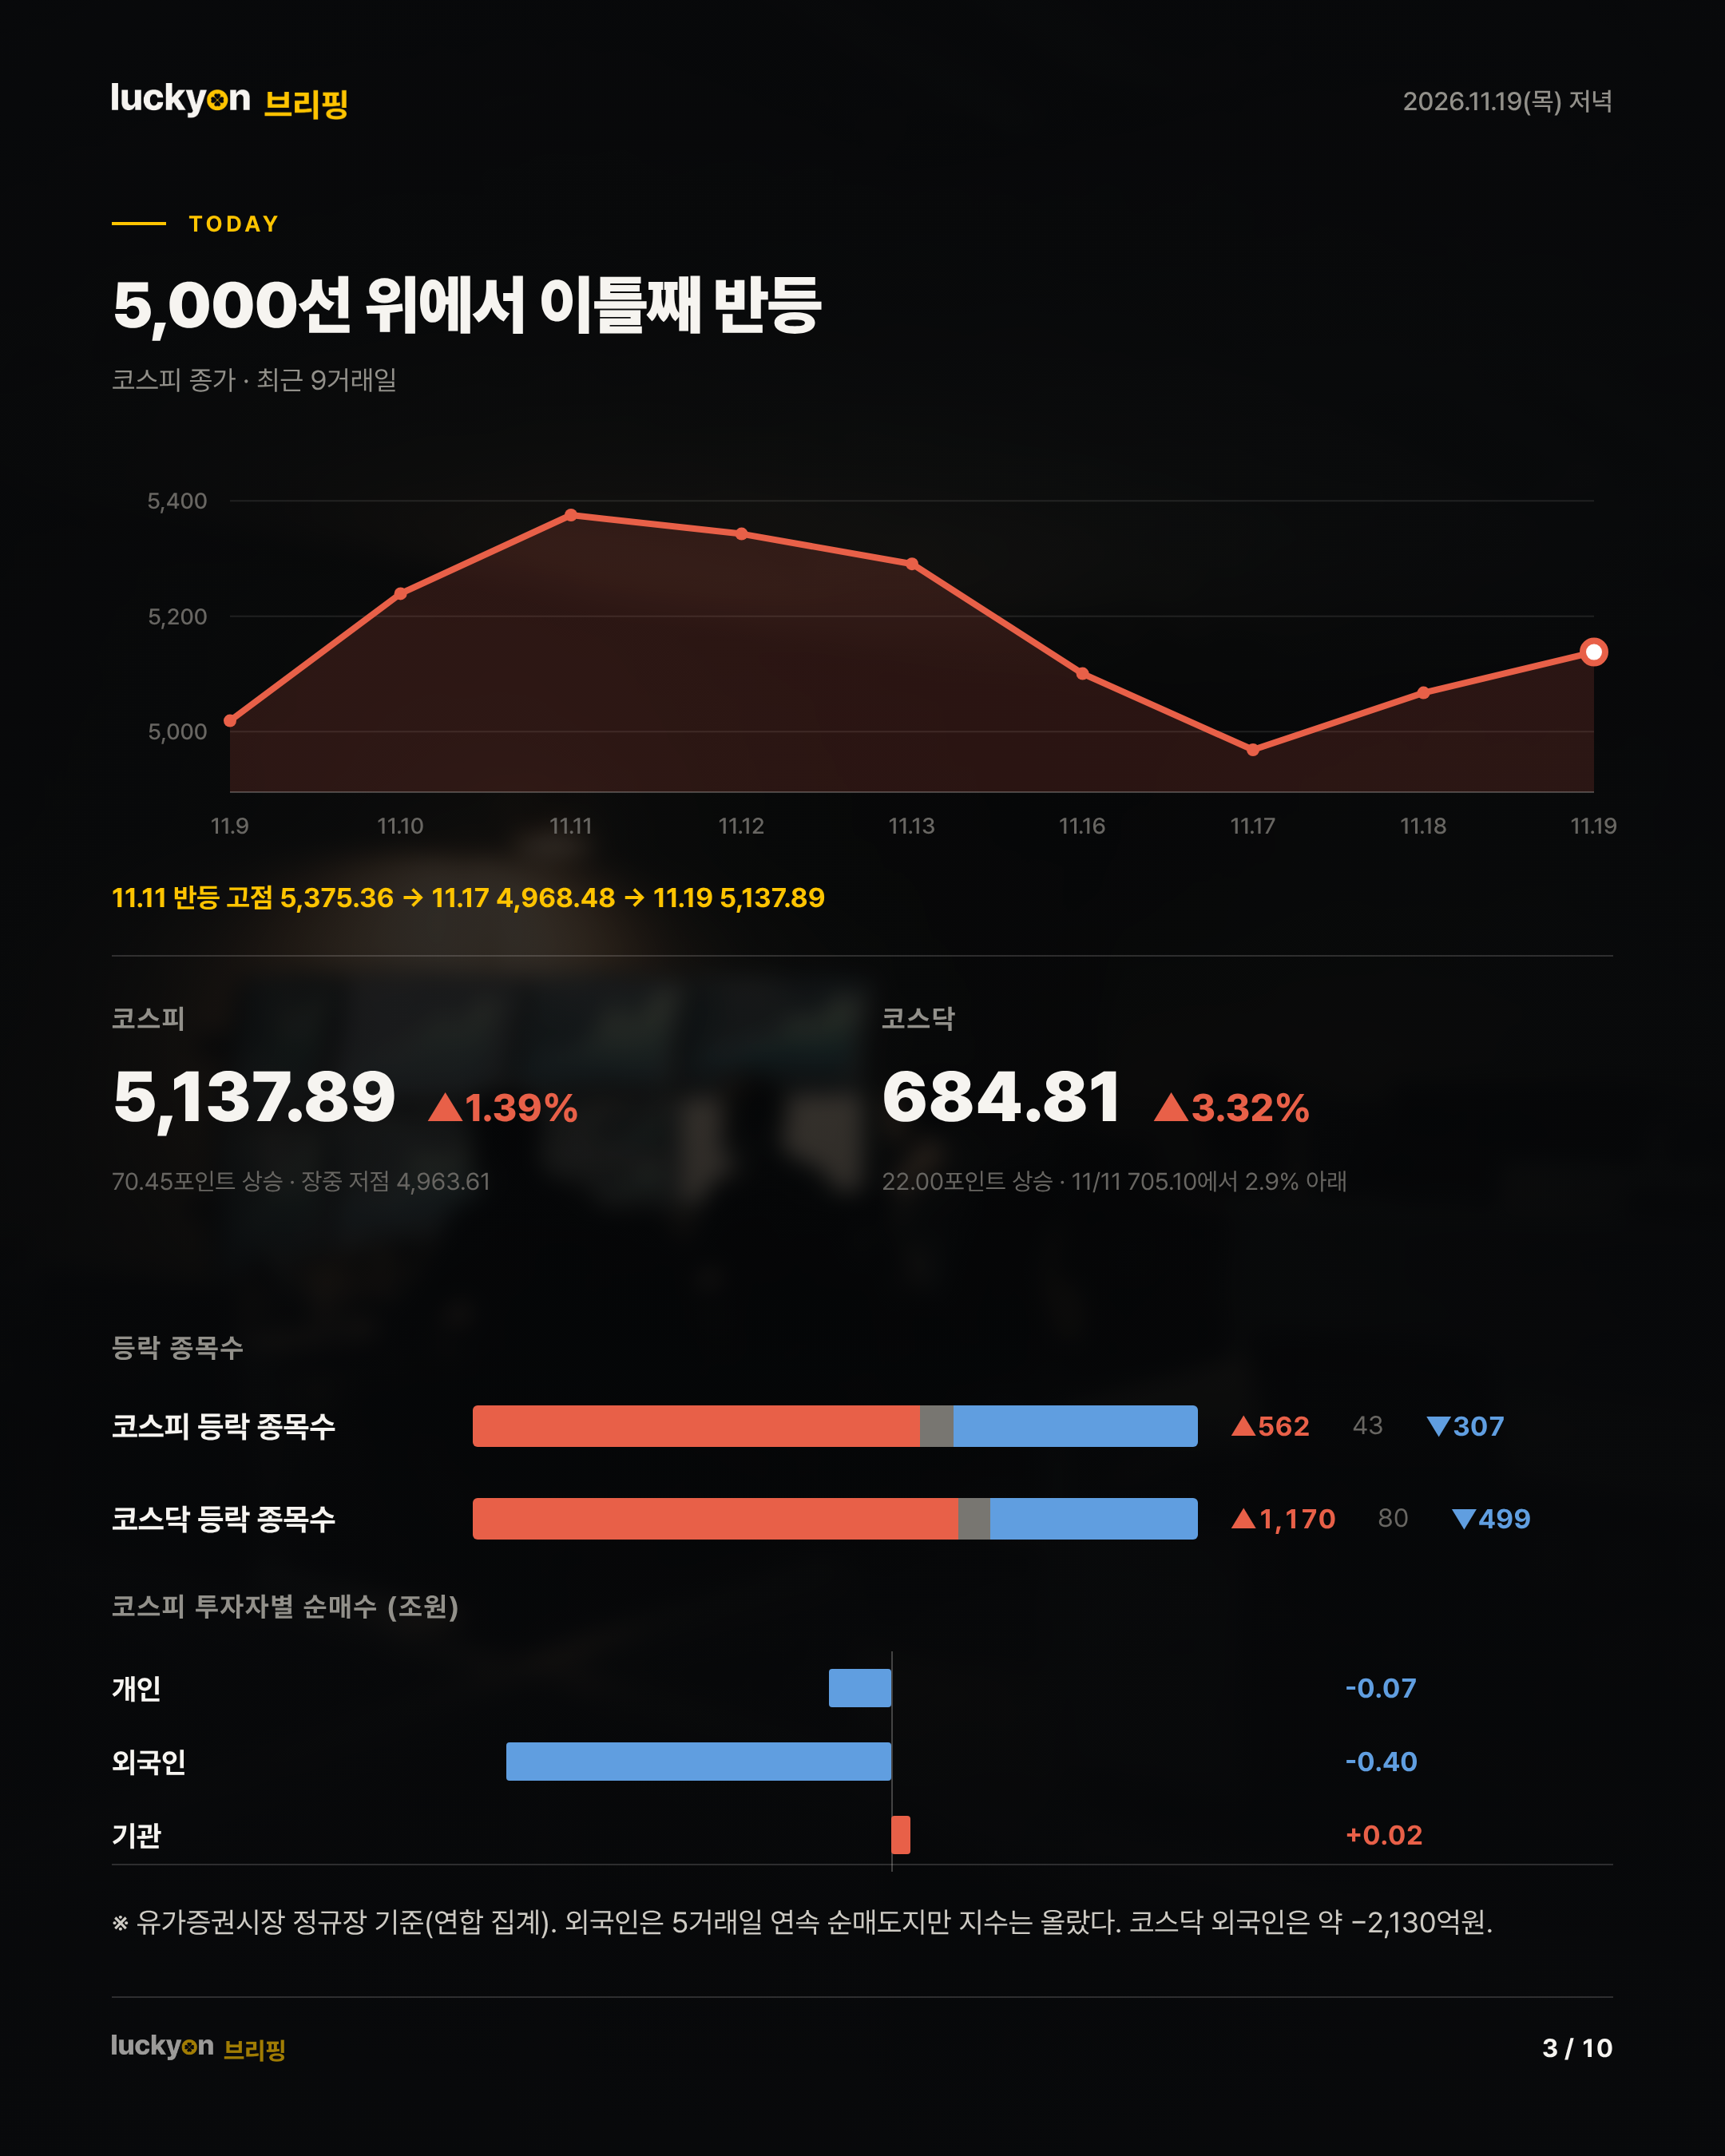 luckyon 브리핑
2026.11.19(목) 저녁
TODAY
5,000선 위에서 이틀째 반등
코스피 종가 · 최근 9거래일
5,400
5,200
5,000
11.9 11.10 11.11 11.12 11.13 11.16 11.17 11.18 11.19
11.11 반등 고점 5,375.36 → 11.17 4,968.48 → 11.19 5,137.89
코스피
5,137.89 ▲1.39%
70.45포인트 상승 · 장중 저점 4,963.61
코스닥
684.81 ▲3.32%
22.00포인트 상승 · 11/11 705.10에서 2.9% 아래
등락 종목수
코스피 등락 종목수 ▲562 43 ▼307
코스닥 등락 종목수 ▲1,170 80 ▼499
코스피 투자자별 순매수 (조원)
개인 -0.07
외국인 -0.40
기관 +0.02
※ 유가증권시장 정규장 기준(연합 집계). 외국인은 5거래일 연속 순매도지만 지수는 올랐다. 코스닥 외국인은 약 −2,130억원.
luckyon 브리핑
3 / 10